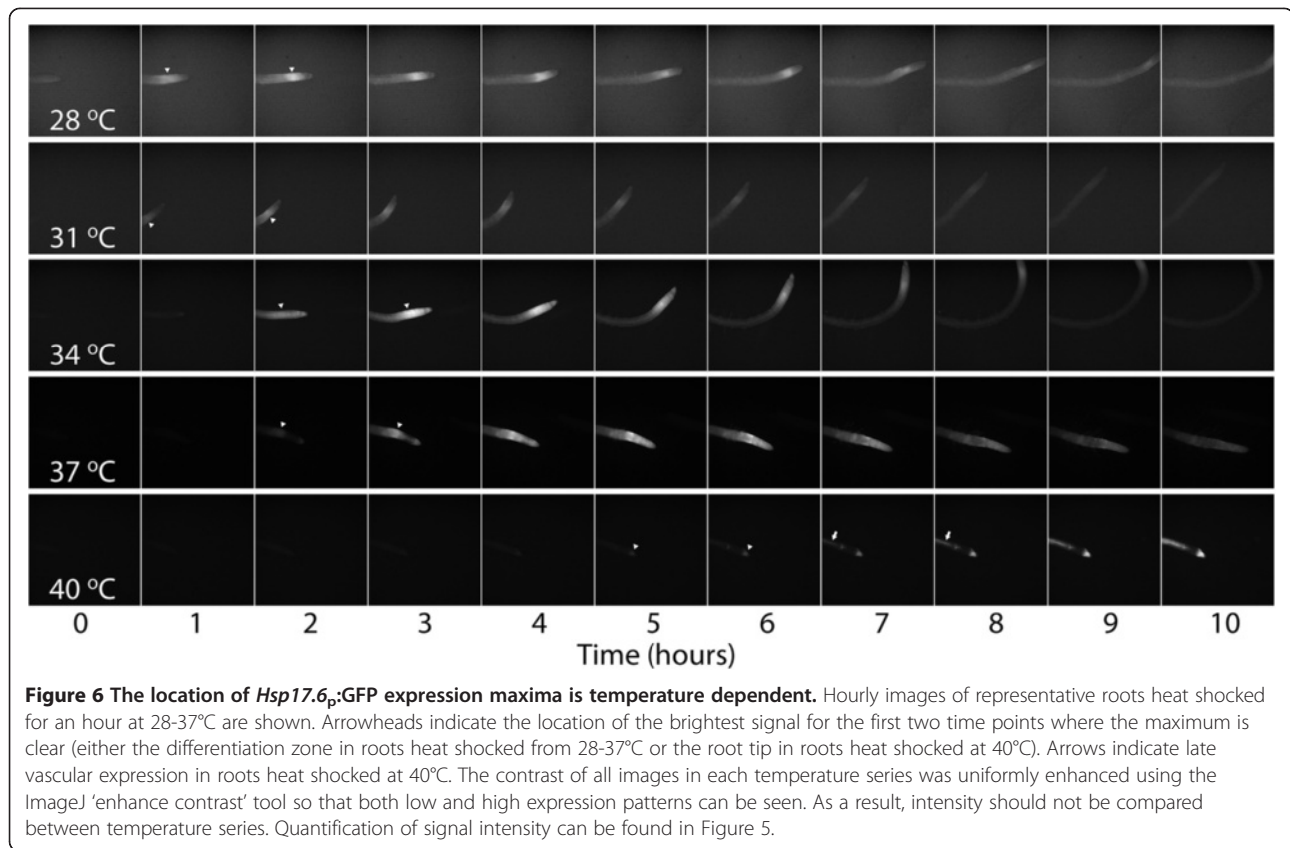 28 °C
31 °C
34 °C
37 °C
40 °C
0 1 2 3 4 5 6 7 8 9 10
Time (hours)
Figure 6 The location of Hsp17.6p:GFP expression maxima is temperature dependent. Hourly images of representative roots heat shocked
for an hour at 28-37°C are shown. Arrowheads indicate the location of the brightest signal for the first two time points where the maximum is
clear (either the differentiation zone in roots heat shocked from 28-37°C or the root tip in roots heat shocked at 40°C). Arrows indicate late
vascular expression in roots heat shocked at 40°C. The contrast of all images in each temperature series was uniformly enhanced using the
ImageJ ‘enhance contrast’ tool so that both low and high expression patterns can be seen. As a result, intensity should not be compared
between temperature series. Quantification of signal intensity can be found in Figure 5.